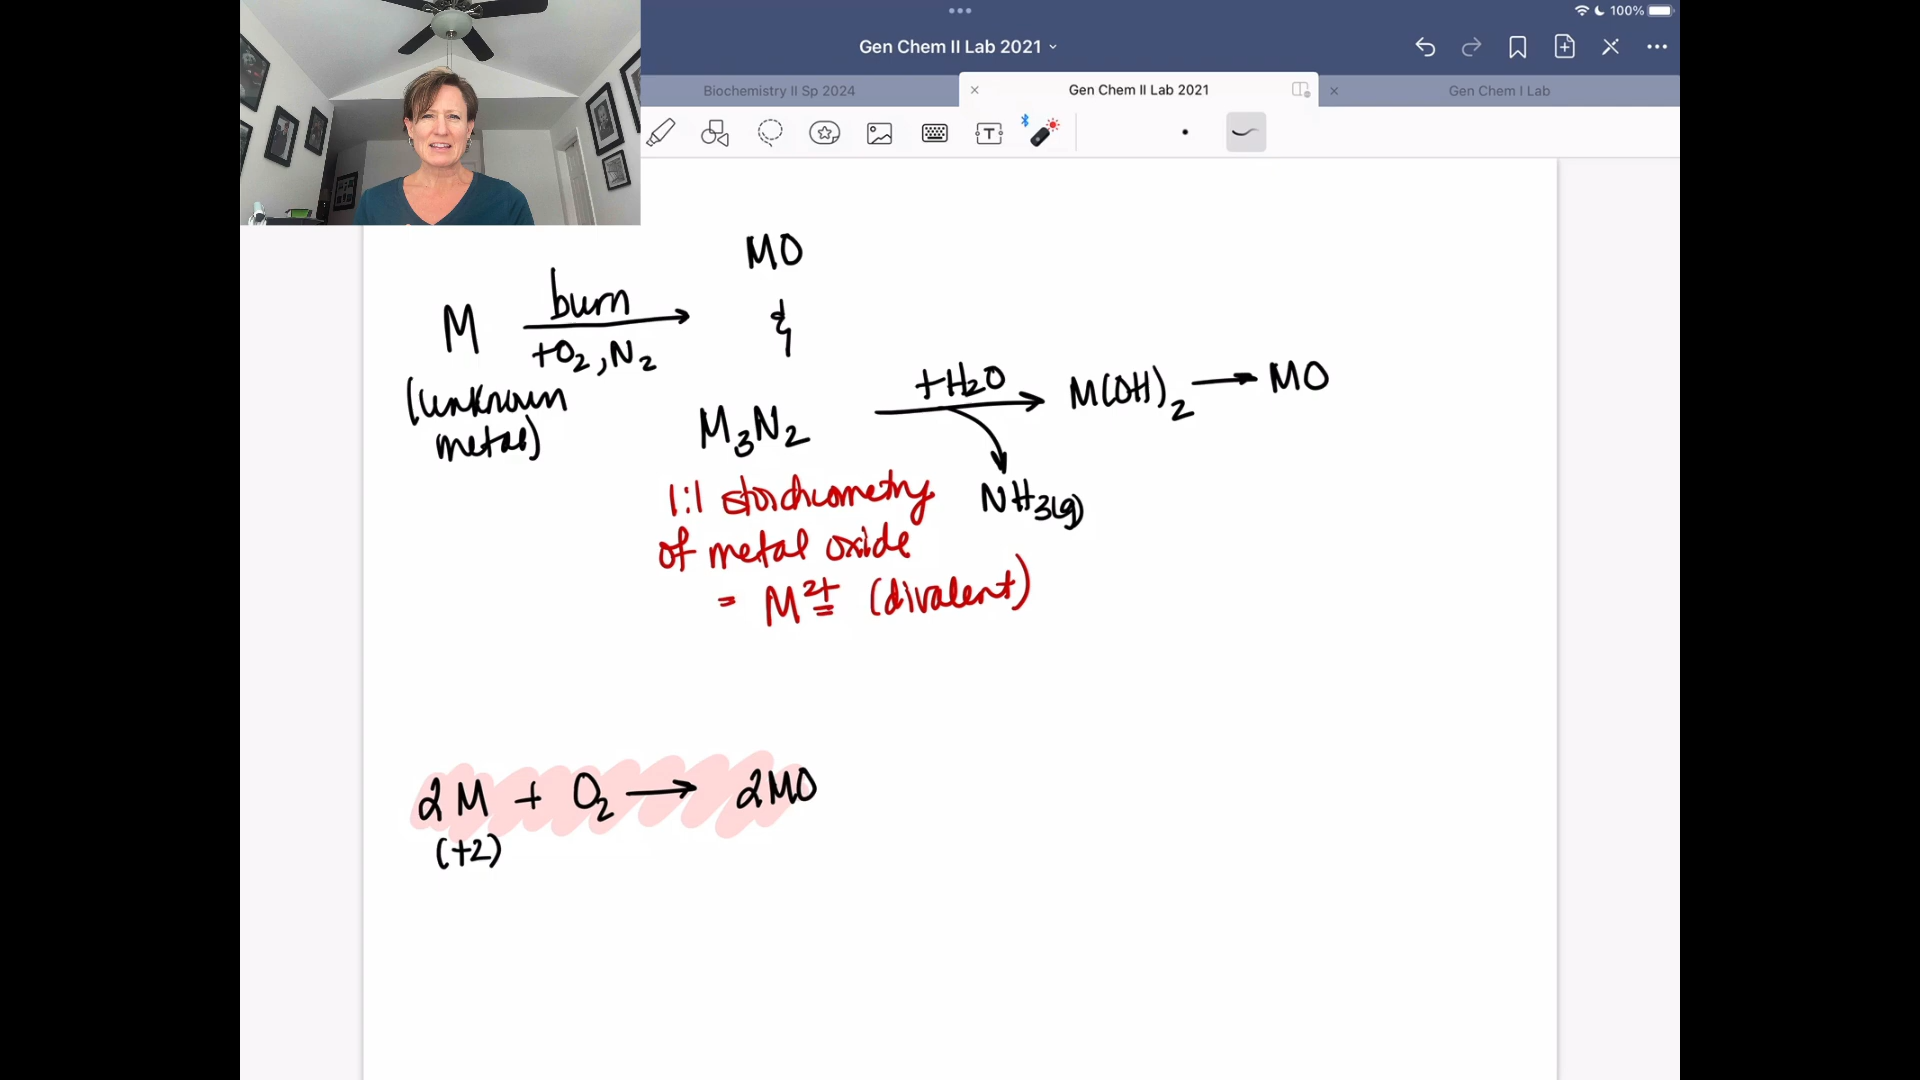 100%
Gen Chem II Lab 2021
Biochemistry II Sp 2024
Gen Chem II Lab 2021
Gen Chem I Lab
T
MO
&
M burn → +O₂, N₂
(unknown
metal)
M₃N₂ +H₂O → M(OH)₂ → MO
NH₃(g)
1:1 stoichiometry
of metal oxide
= M²⁺ (divalent)
2M + O₂ → 2MO
(+2)